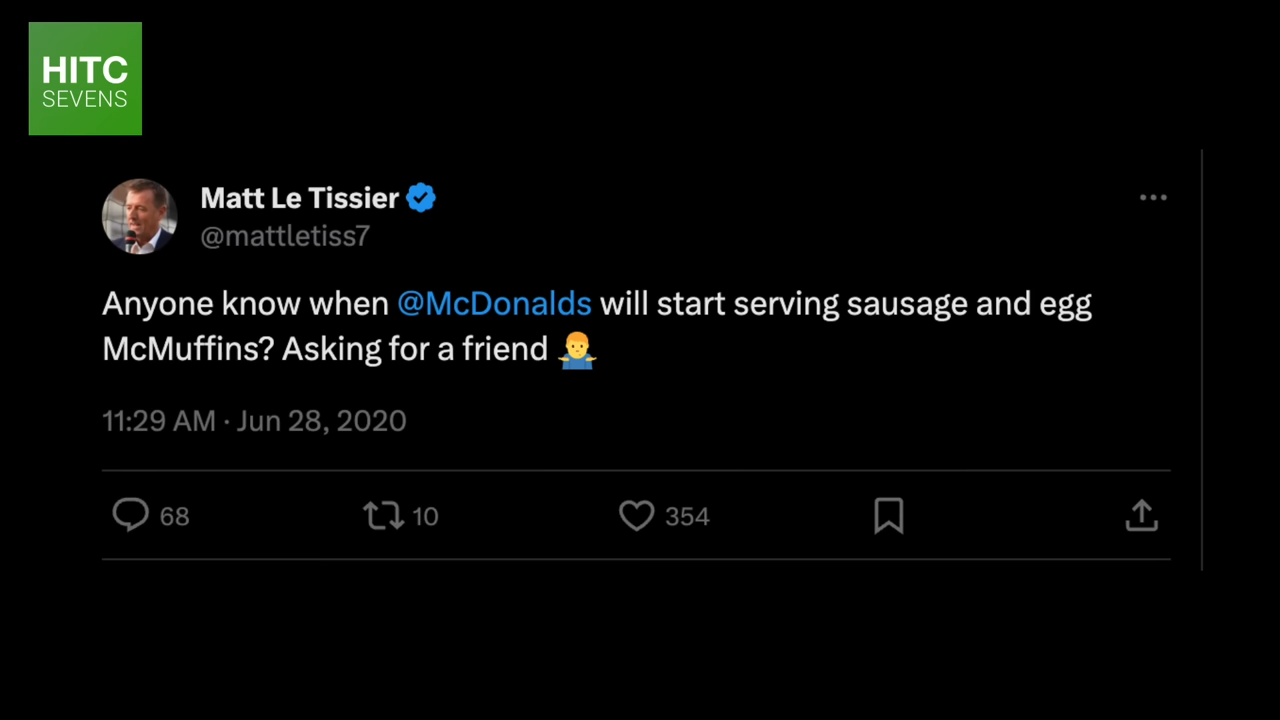 HITC
SEVENS
Matt Le Tissier
@mattletiss7
Anyone know when @McDonalds will start serving sausage and egg
McMuffins? Asking for a friend 🤷‍♂️
11:29 AM · Jun 28, 2020
68 10 354